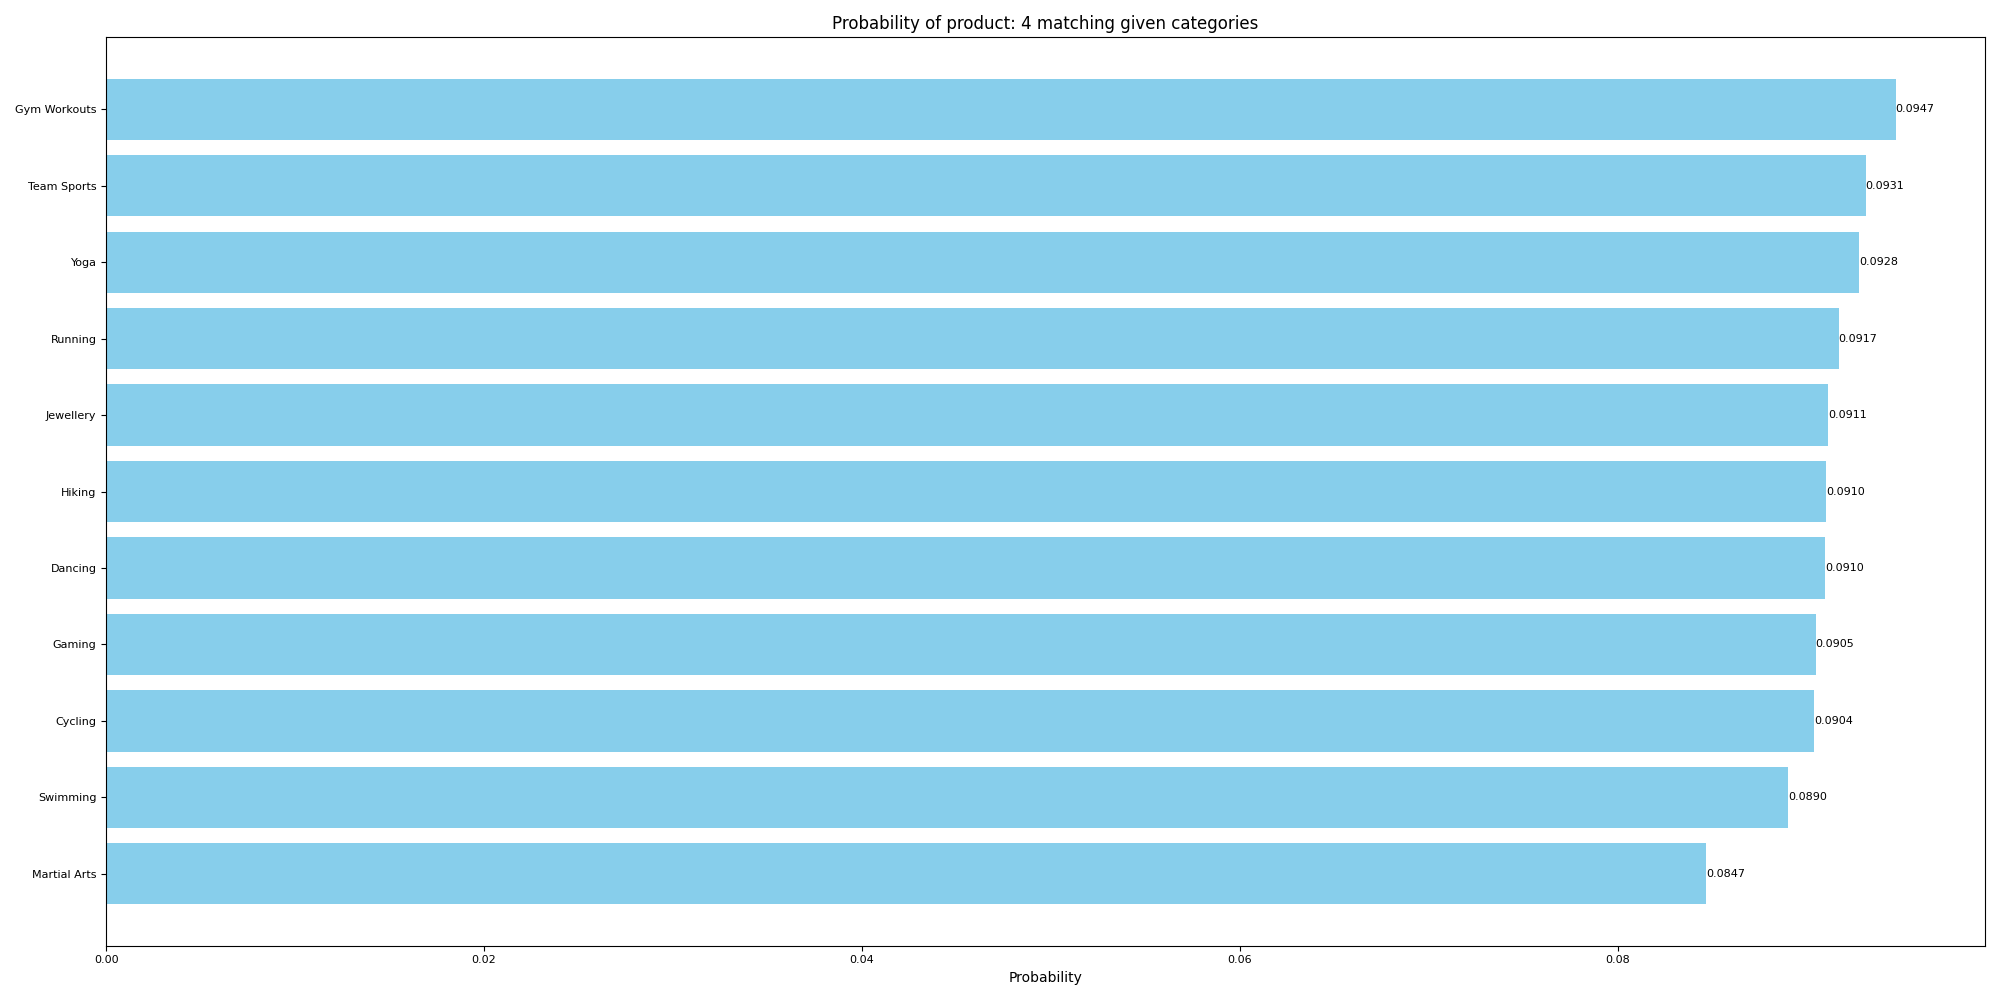 Probability of product: 4 matching given categories
Gym Workouts 0.0947
Team Sports 0.0931
Yoga 0.0928
Running 0.0917
Jewellery 0.0911
Hiking 0.0910
Dancing 0.0910
Gaming 0.0905
Cycling 0.0904
Swimming 0.0890
Martial Arts 0.0847
0.00 0.02 0.04 0.06 0.08
Probability